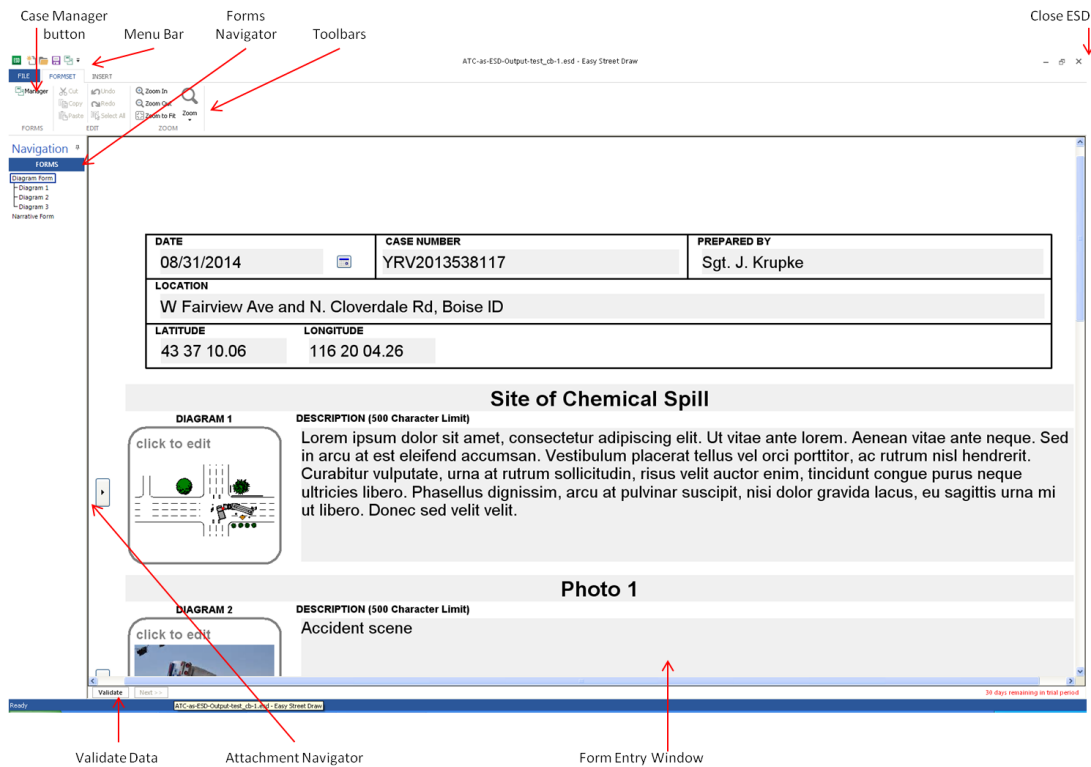 Case Manager
button
Menu Bar
Forms
Navigator
Toolbars
Close ESD
ATC-as-ESD-Output-test_cb-1.esd - Easy Street Draw
FILE FORMSET INSERT
Manager Cut Undo Zoom In
Copy Redo Zoom Out
Paste Select All Zoom to Fit Zoom
FORMS EDIT ZOOM
Navigation
FORMS
Diagram Form
Diagram 1
Diagram 2
Diagram 3
Narrative Form
DATE CASE NUMBER PREPARED BY
08/31/2014 YRV2013538117 Sgt. J. Krupke
LOCATION
W Fairview Ave and N. Cloverdale Rd, Boise ID
LATITUDE LONGITUDE
43 37 10.06 116 20 04.26
Site of Chemical Spill
DIAGRAM 1 DESCRIPTION (500 Character Limit)
click to edit
Lorem ipsum dolor sit amet, consectetur adipiscing elit. Ut vitae ante lorem. Aenean vitae ante neque. Sed
in arcu at est eleifend accumsan. Vestibulum placerat tellus vel orci porttitor, ac rutrum nisl hendrerit.
Curabitur vulputate, urna at rutrum sollicitudin, risus velit auctor enim, tincidunt congue purus neque
ultricies libero. Phasellus dignissim, arcu at pulvinar suscipit, nisi dolor gravida lacus, eu sagittis urna mi
ut libero. Donec sed velit velit.
Photo 1
DIAGRAM 2 DESCRIPTION (500 Character Limit)
click to edit
Accident scene
Validate Next -->
30 days remaining in trial period
Ready
ATC-as-ESD-Output-test_cb-1.esd - Easy Street Draw
Validate Data
Attachment Navigator
Form Entry Window